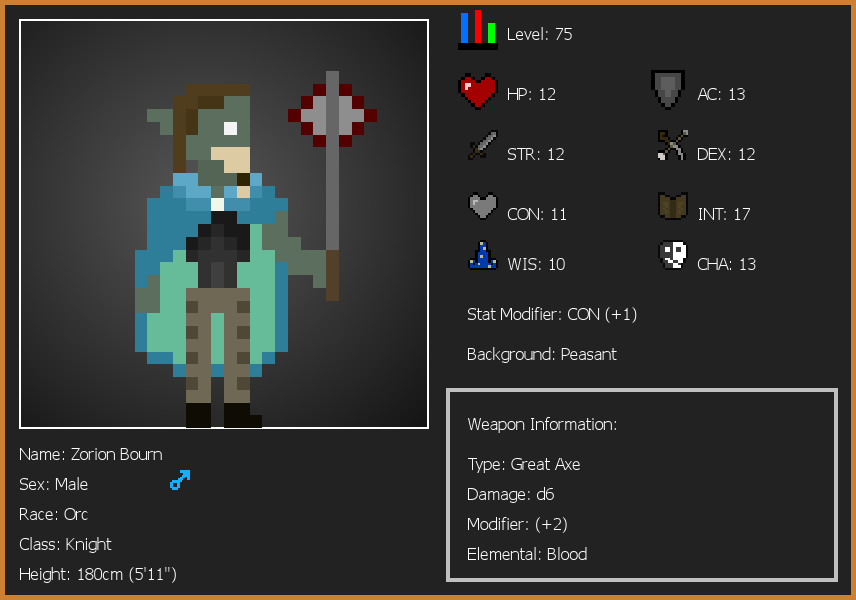 Level: 75
HP: 12
AC: 13
STR: 12
DEX: 12
CON: 11
INT: 17
WIS: 10
CHA: 13
Stat Modifier: CON (+1)
Background: Peasant
Weapon Information:
Type: Great Axe
Damage: d6
Modifier: (+2)
Elemental: Blood
Name: Zorion Bourn
Sex: Male
Race: Orc
Class: Knight
Height: 180cm (5'11")